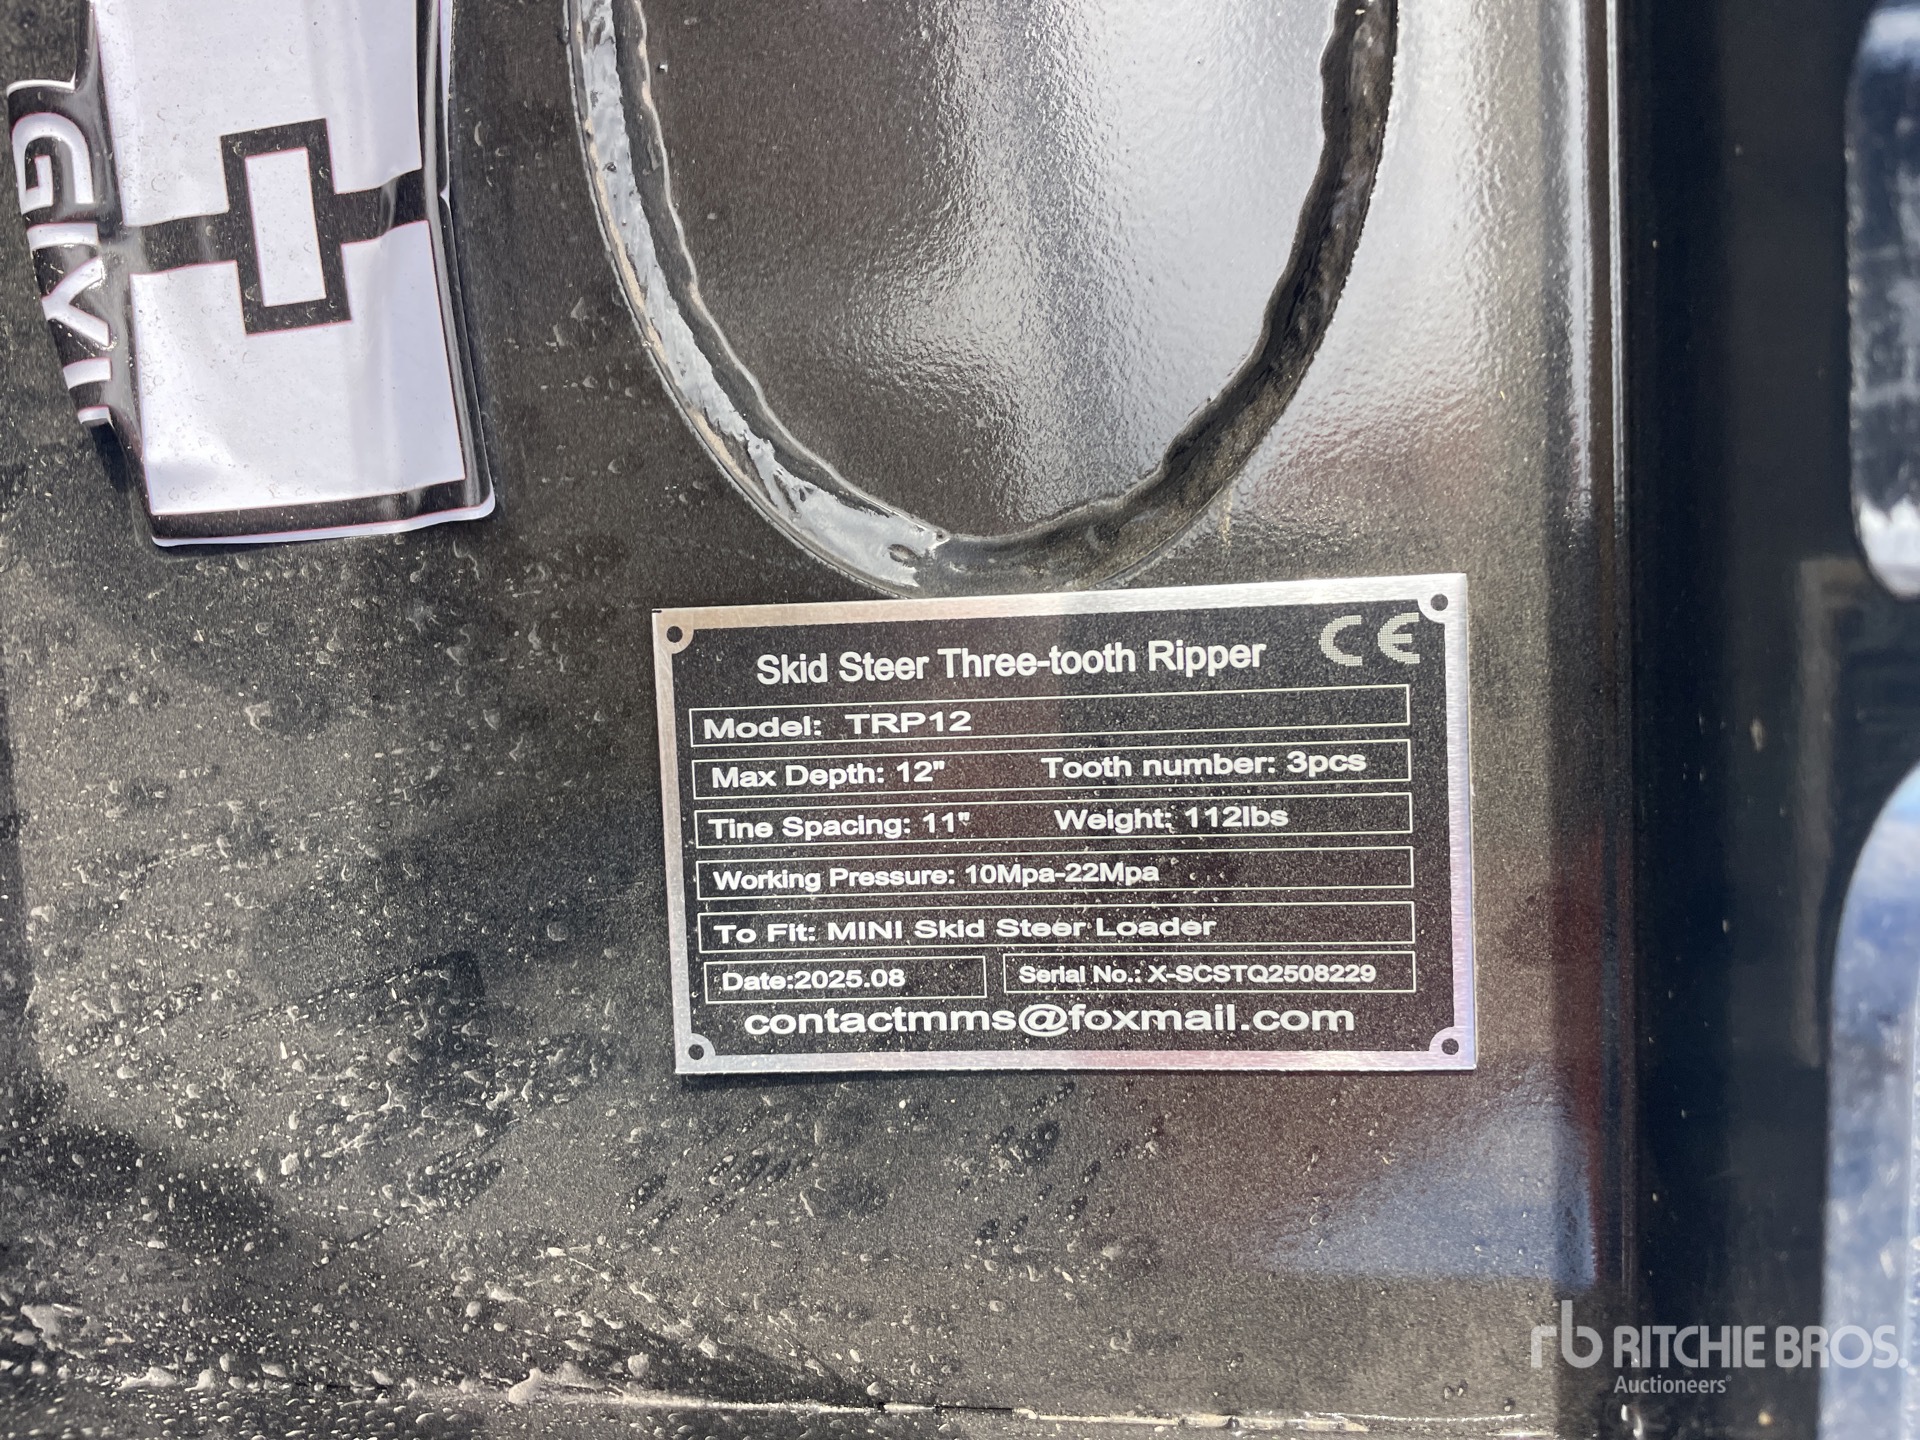 GIYI
Skid Steer Three-tooth Ripper CE
Model: TRP12
Max Depth: 12" Tooth number: 3pcs
Tine Spacing: 11" Weight: 112lbs
Working Pressure: 10Mpa-22Mpa
To Fit: MINI Skid Steer Loader
Date:2025.08 Serial No.: X-SCSTQ2508229
contactmms@foxmail.com
rb RITCHIE BROS.
Auctioneers